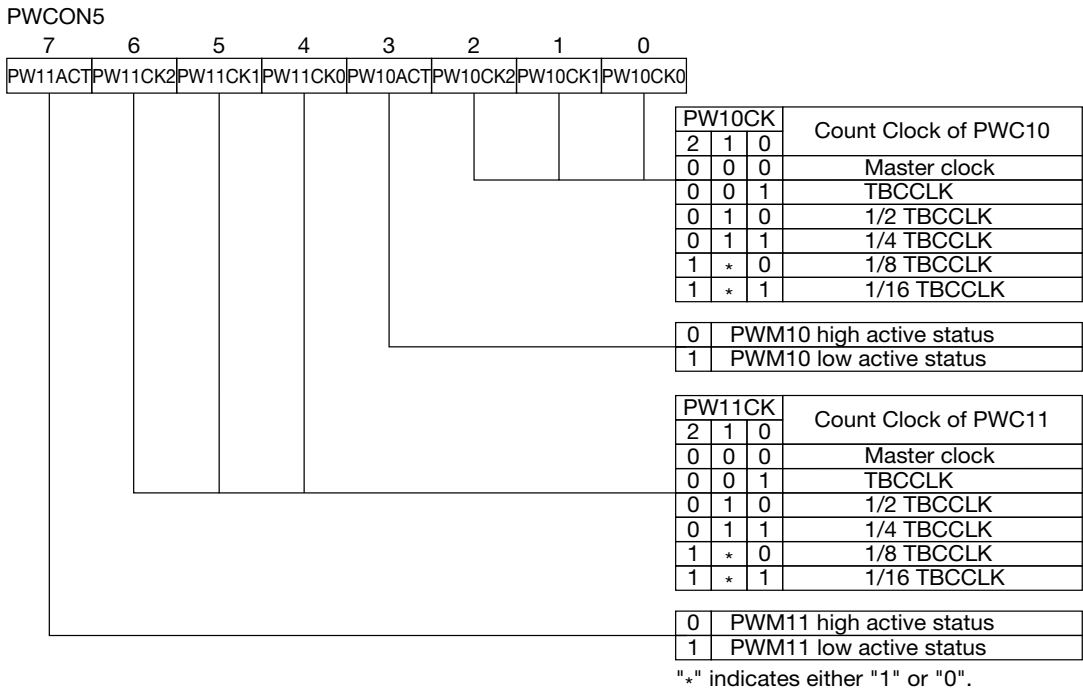 PWCON5
7 6 5 4 3 2 1 0
PW11ACT PW11CK2 PW11CK1 PW11CK0 PW10ACT PW10CK2 PW10CK1 PW10CK0
PW10CK Count Clock of PWC10
2 1 0
0 0 0 Master clock
0 0 1 TBCCLK
0 1 0 1/2 TBCCLK
0 1 1 1/4 TBCCLK
1 * 0 1/8 TBCCLK
1 * 1 1/16 TBCCLK
0 PWM10 high active status
1 PWM10 low active status
PW11CK Count Clock of PWC11
2 1 0
0 0 0 Master clock
0 0 1 TBCCLK
0 1 0 1/2 TBCCLK
0 1 1 1/4 TBCCLK
1 * 0 1/8 TBCCLK
1 * 1 1/16 TBCCLK
0 PWM11 high active status
1 PWM11 low active status
"*" indicates either "1" or "0".